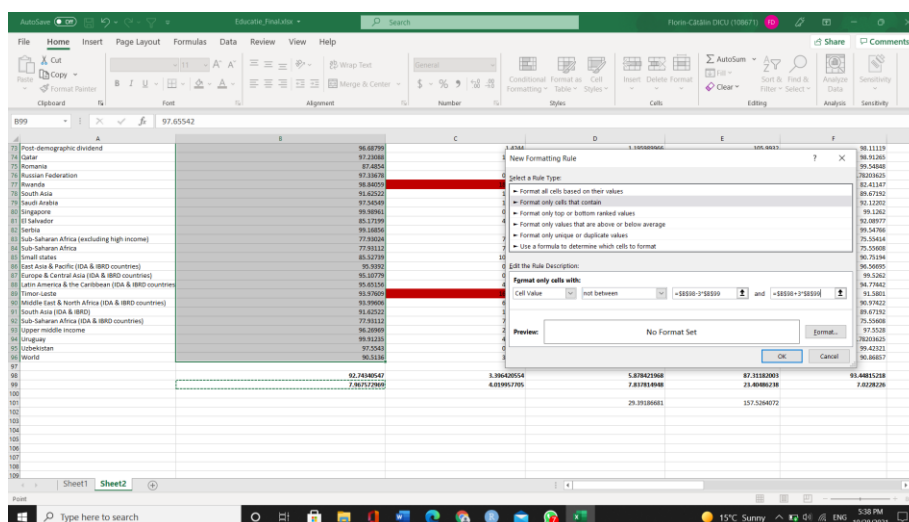 AutoSave Off Educatie_Final.xlsx Search Florin-Cătălin DICU (108671) FD
File Home Insert Page Layout Formulas Data Review View Help Share Comments
Cut
Copy
Format Painter
Paste
11
B I U
Wrap Text
Merge & Center
General
$ % 9
Conditional Formatting Format as Table Cell Styles
Insert Delete Format
AutoSum
Fill
Clear
Sort & Filter Find & Select
Analyze Data
Sensitivity
Clipboard Font Alignment Number Styles Cells Editing Analysis Sensitivity
B99 fx 97.65542
A B C D E F
73 Post-demographic dividend 96.68799 1.4244 1.195989966 105.9932 98.11119
74 Qatar 97.23088 98.91265
75 Romania 87.4854 99.54848
76 Russian Federation 97.33678 .78203625
77 Rwanda 98.84059 82.41147
78 South Asia 91.62522 89.67192
79 Saudi Arabia 97.54549 92.12202
80 Singapore 99.98961 99.1262
81 El Salvador 85.17199 92.08977
82 Serbia 99.16856 99.54766
83 Sub-Saharan Africa (excluding high income) 77.93024 75.55414
84 Sub-Saharan Africa 77.93112 75.55608
85 Small states 85.52739 90.75194
86 East Asia & Pacific (IDA & IBRD countries) 95.9392 96.56695
87 Europe & Central Asia (IDA & IBRD countries) 95.10779 99.5262
88 Latin America & the Caribbean (IDA & IBRD countries 95.65156 94.77442
89 Timor-Leste 93.97609 91.5801
90 Middle East & North Africa (IDA & IBRD countries) 93.99606 90.97422
91 South Asia (IDA & IBRD) 91.62522 89.67192
92 Sub-Saharan Africa (IDA & IBRD countries) 77.93112 75.55608
93 Upper middle income 96.26969 97.5528
94 Uruguay 99.91235 .78203625
95 Uzbekistan 97.5543 99.42321
96 World 90.5136 90.86857
97
98 92.74340547 3.396420554 5.878421968 87.31182003 93.44815218
99 7.967572969 4.019957705 7.837814948 23.40486238 7.0228226
100
101 29.39186681 157.5264072
102
103
104
105
106
107
108
109
New Formatting Rule ? ×
Select a Rule Type:
► Format all cells based on their values
► Format only cells that contain
► Format only top or bottom ranked values
► Format only values that are above or below average
► Format only unique or duplicate values
► Use a formula to determine which cells to format
Edit the Rule Description:
Format only cells with:
Cell Value not between =$B$98-3*$B$99 and =$B$98+3*$B$99
Preview: No Format Set Format...
OK Cancel
Sheet1 Sheet2
Point
Type here to search 15°C Sunny ENG 5:38 PM